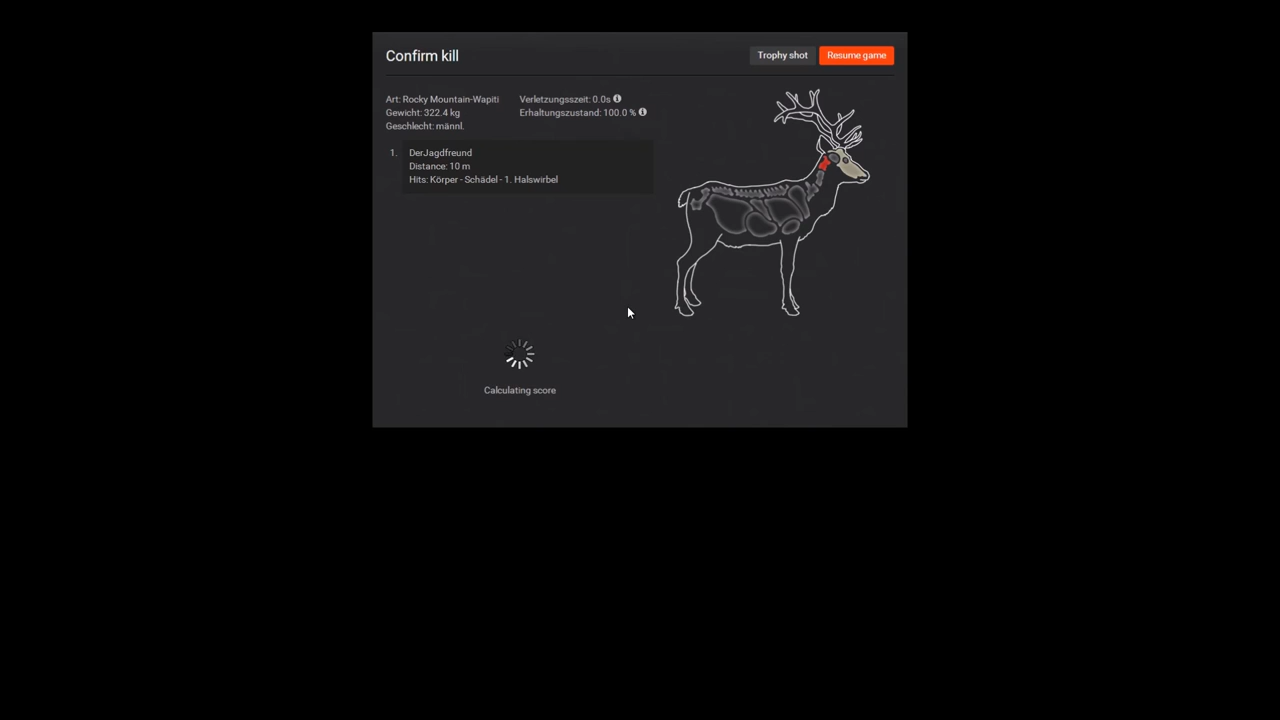 Confirm kill
Trophy shot
Resume game
Art: Rocky Mountain-Wapiti
Gewicht: 322.4 kg
Geschlecht: männl.
Verletzungsszeit: 0.0s
Erhaltungszustand: 100.0 %
1. DerJagdfreund
Distance: 10 m
Hits: Körper - Schädel - 1. Halswirbel
Calculating score